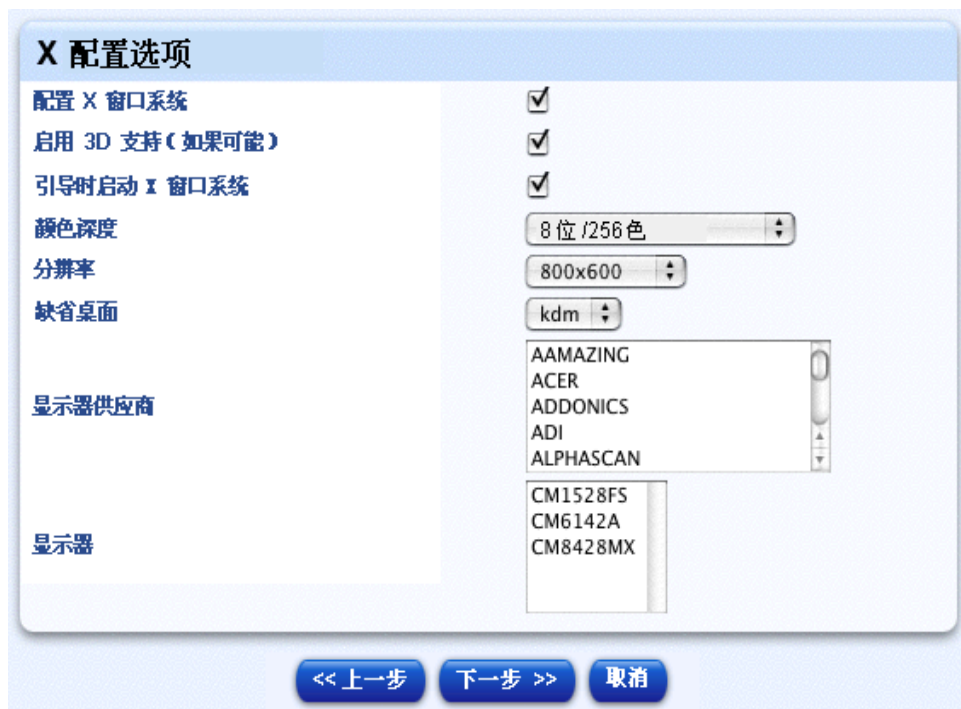 X 配置选项
配置 X 窗口系统
启用 3D 支持(如果可能)
引导时启动 X 窗口系统
颜色深度
8 位 /256 色
分辨率
800x600
缺省桌面
kdm
显示器供应商
AAMAZING
ACER
ADDONICS
ADI
ALPHASCAN
显示器
CM1528FS
CM6142A
CM8428MX
<< 上一步
下一步 >>
取消